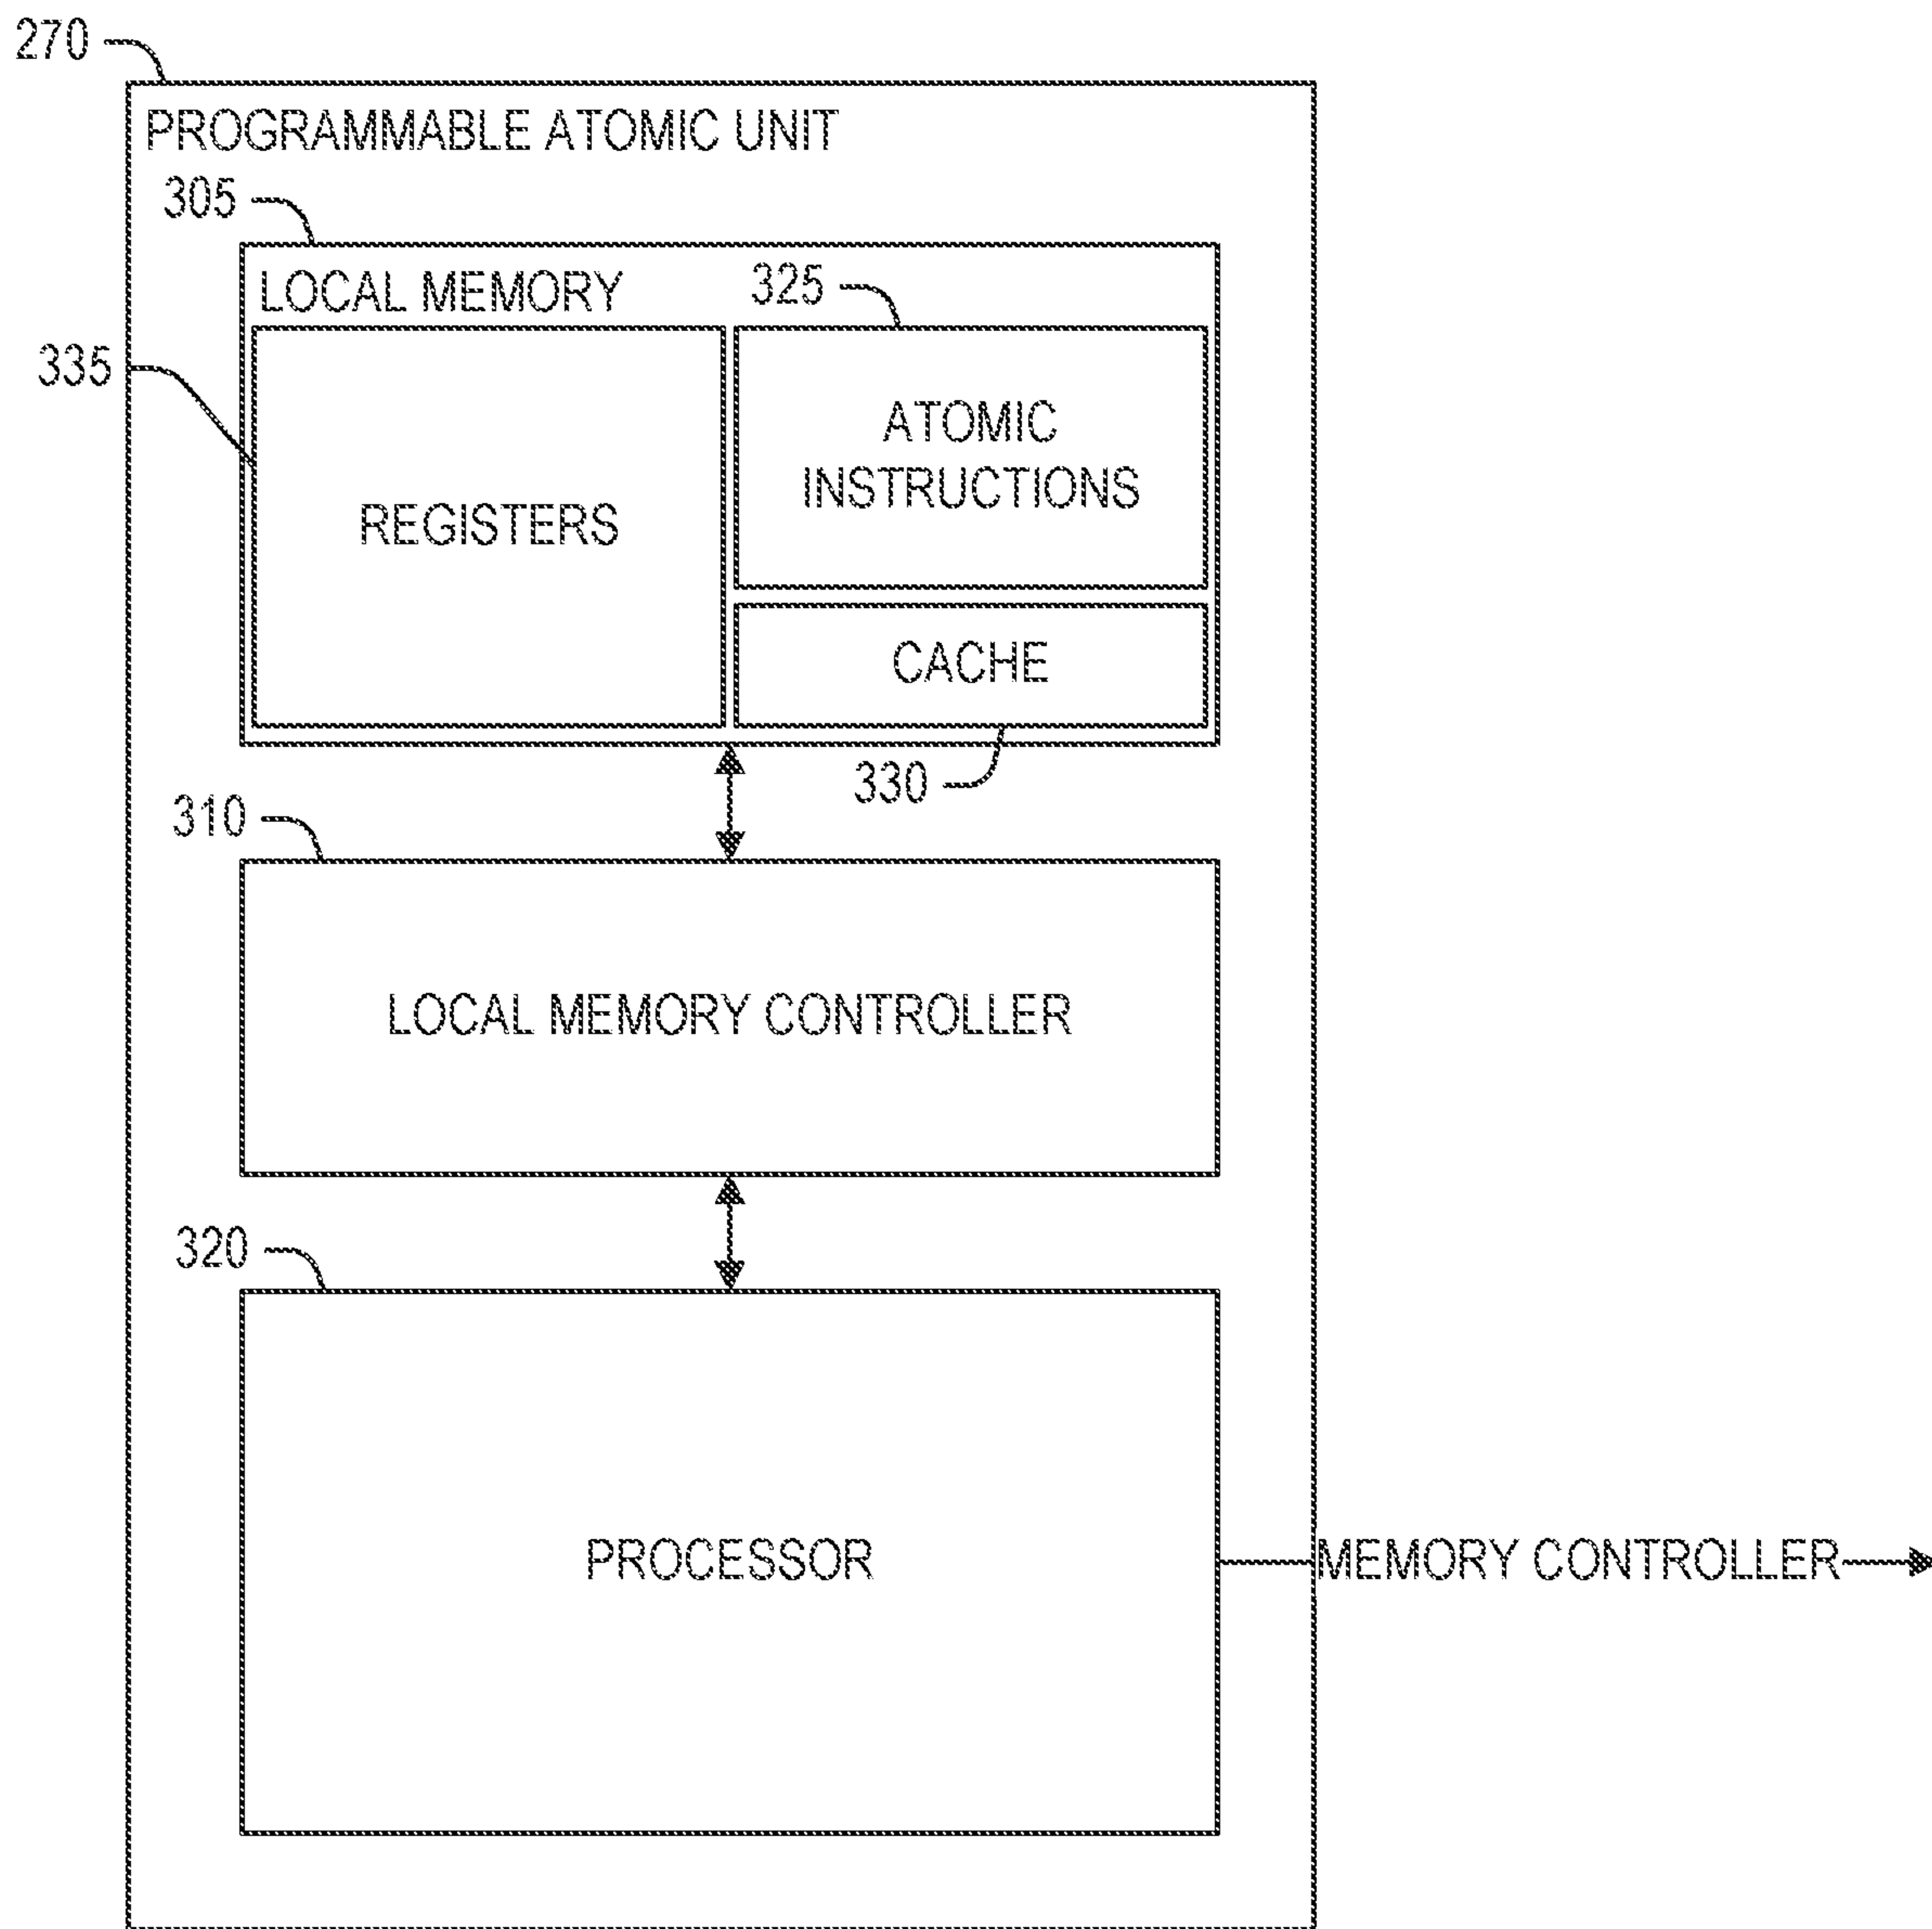 270
PROGRAMMABLE ATOMIC UNIT
305
LOCAL MEMORY
325
335
REGISTERS
ATOMIC
INSTRUCTIONS
CACHE
330
310
LOCAL MEMORY CONTROLLER
320
PROCESSOR
MEMORY CONTROLLER